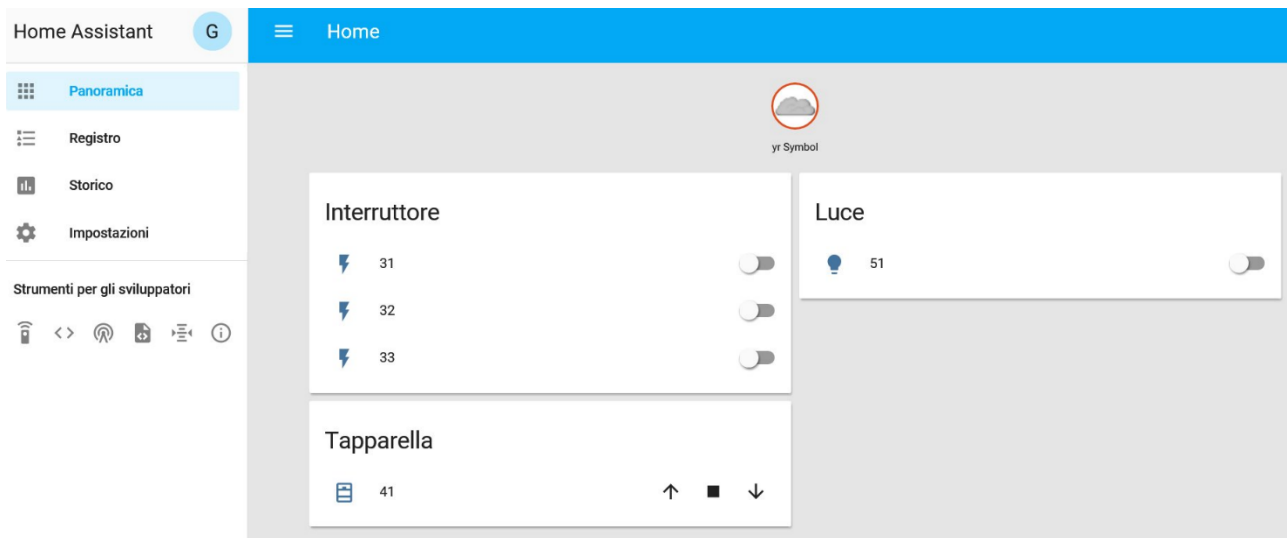 Home Assistant
G
Home
Panoramica
Registro
Storico
Impostazioni
Strumenti per gli sviluppatori
yr Symbol
Interruttore
31
32
33
Tapparella
41
Luce
51